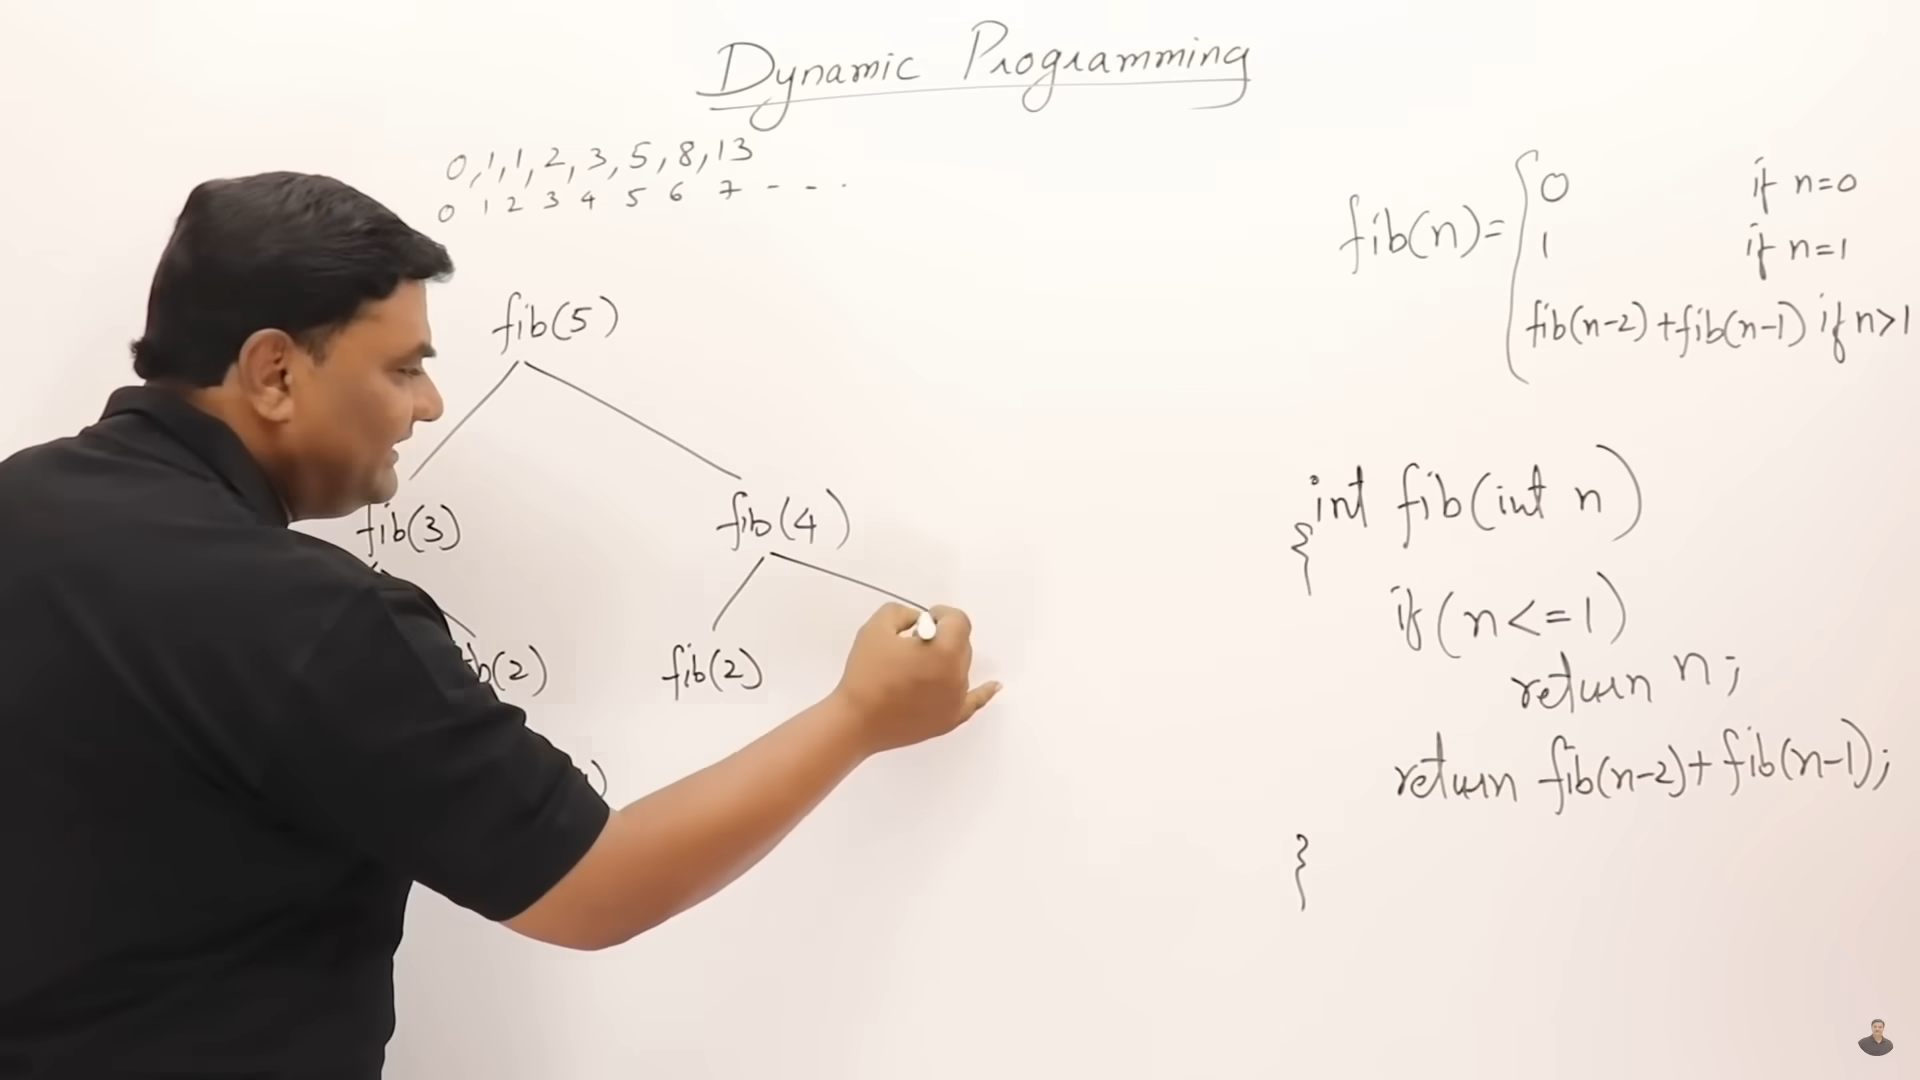 Dynamic Programming
0,1,1,2,3,5,8,13
0 1 2 3 4 5 6 7 - - .
fib(5)
fib(3)
fib(4)
fib(2)
fib(2)
)
fib(n)= { 0 if n=0
1 if n=1
fib(n-2)+fib(n-1) if n>1
int fib(int n)
{
if(n<=1)
return n;
return fib(n-2)+fib(n-1);
}